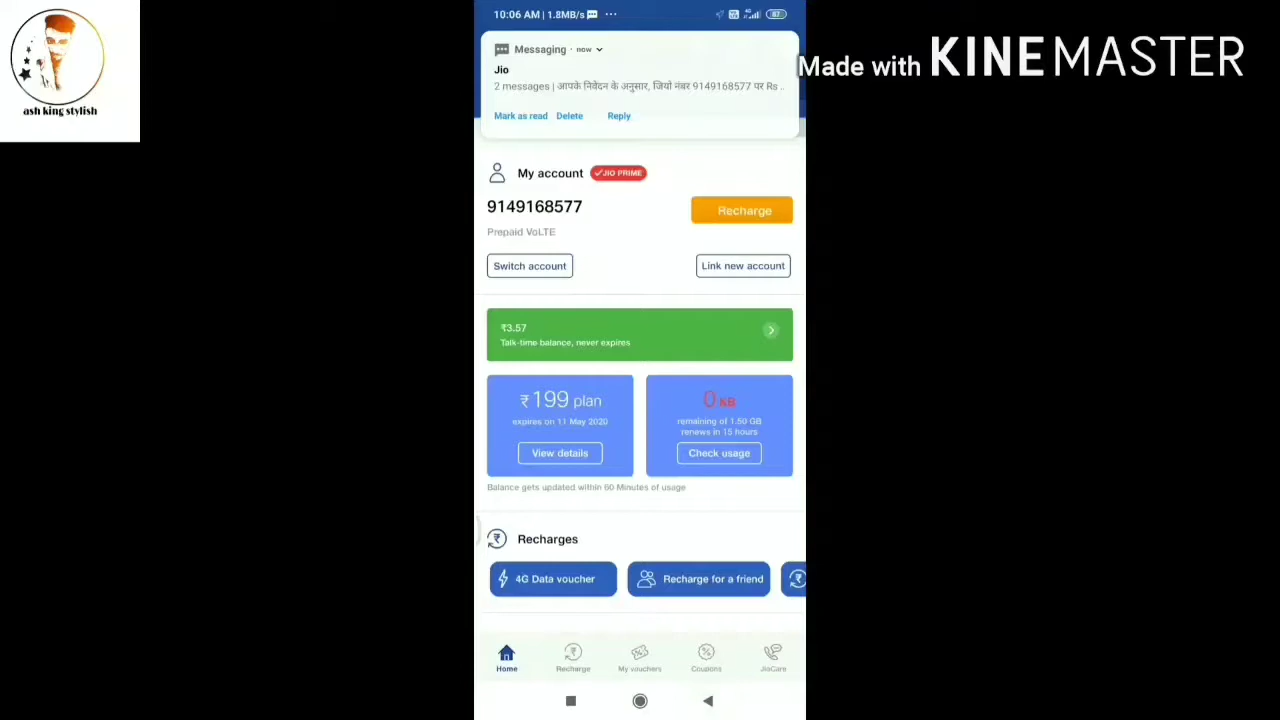 ash king stylish
Made with KINEMASTER
10:06 AM | 1.8MB/s
4G
87
Messaging · now
Jio
2 messages | आपके निवेदन के अनुसार, जियो नंबर 9149168577 पर Rs ..
Mark as read Delete Reply
My account JIO PRIME
9149168577 Recharge
Prepaid VoLTE
Switch account Link new account
₹3.57
Talk-time balance, never expires
₹199 plan
expires on 11 May 2020
View details
0 KB
remaining of 1.50 GB
renews in 15 hours
Check usage
Balance gets updated within 60 Minutes of usage
Recharges
4G Data voucher Recharge for a friend
Home Recharge My vouchers Coupons JioCare